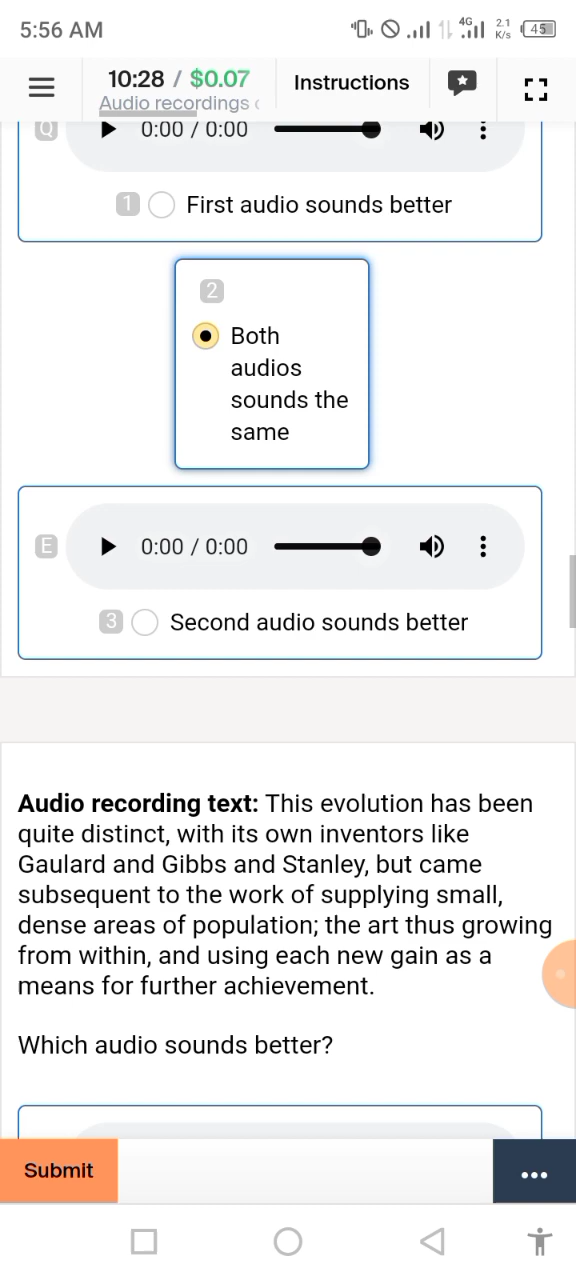 5:56 AM
4G
2.1
K/s
45
10:28 / $0.07
Audio recordings
Instructions
Q
0:00 / 0:00
1
First audio sounds better
2
Both
audios
sounds the
same
E
0:00 / 0:00
3
Second audio sounds better
Audio recording text: This evolution has been
quite distinct, with its own inventors like
Gaulard and Gibbs and Stanley, but came
subsequent to the work of supplying small,
dense areas of population; the art thus growing
from within, and using each new gain as a
means for further achievement.
Which audio sounds better?
Submit
...